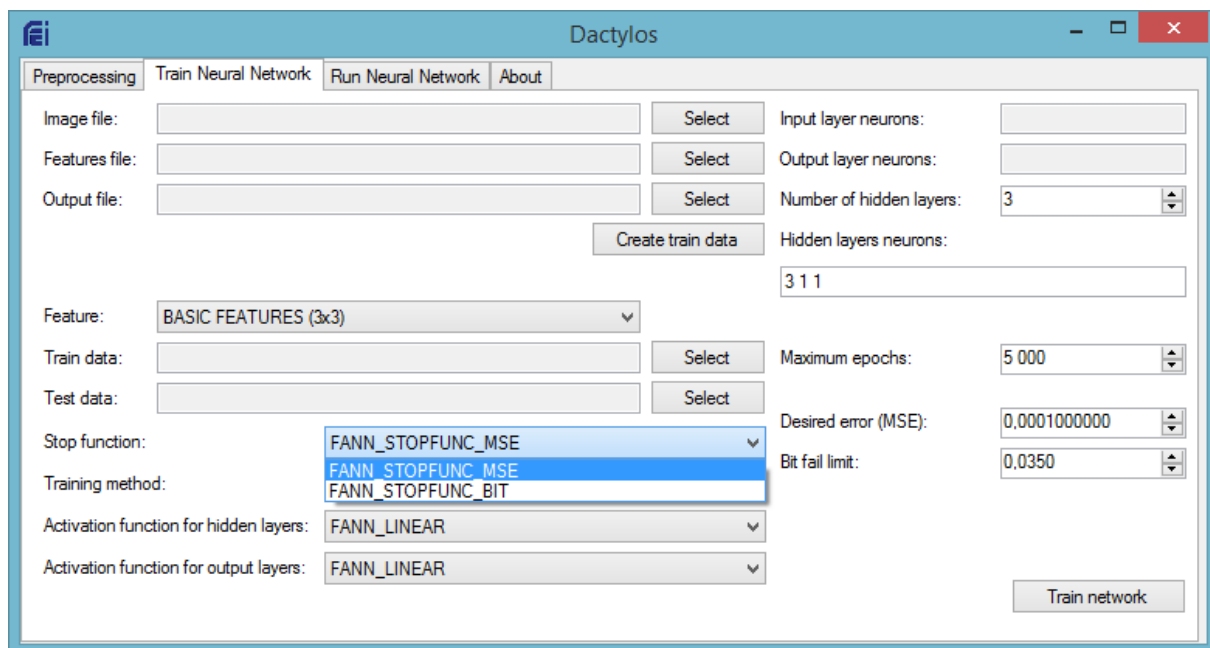 Dactylos
Preprocessing Train Neural Network Run Neural Network About
Image file: Select Input layer neurons:
Features file: Select Output layer neurons:
Output file: Select Number of hidden layers: 3
Create train data Hidden layers neurons:
3 1 1
Feature: BASIC FEATURES (3x3)
Train data: Select Maximum epochs: 5 000
Test data: Select
Desired error (MSE): 0,0001000000
Stop function: FANN_STOPFUNC_MSE
Bit fail limit: 0,0350
FANN_STOPFUNC_MSE
FANN_STOPFUNC_BIT
Training method:
Activation function for hidden layers: FANN_LINEAR
Activation function for output layers: FANN_LINEAR
Train network